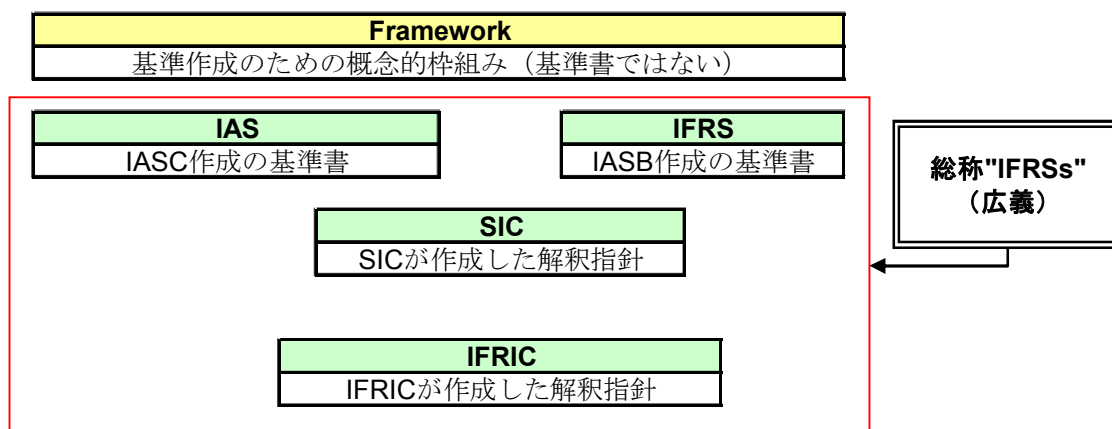 Framework
基準作成のための概念的枠組み（基準書ではない）
IAS
IASC作成の基準書
IFRS
IASB作成の基準書
総称"IFRSs"
（広義）
SIC
SICが作成した解釈指針
IFRIC
IFRICが作成した解釈指針